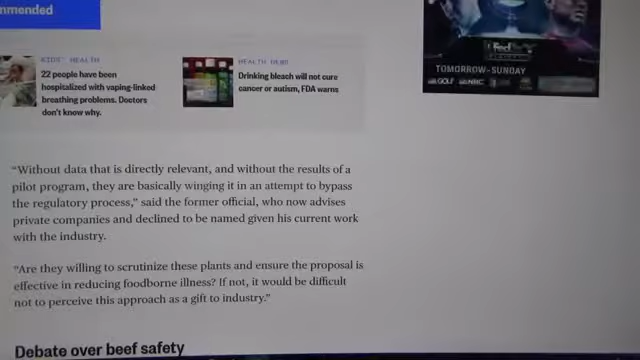 mmended
KIDS' HEALTH
22 people have been
hospitalized with vaping-linked
breathing problems. Doctors
don't know why.
HEALTH NEWS
Drinking bleach will not cure
cancer or autism, FDA warns
FedEx
TOMORROW-SUNDAY
GOLF NBC
"Without data that is directly relevant, and without the results of a
pilot program, they are basically winging it in an attempt to bypass
the regulatory process," said the former official, who now advises
private companies and declined to be named given his current work
with the industry.
"Are they willing to scrutinize these plants and ensure the proposal is
effective in reducing foodborne illness? If not, it would be difficult
not to perceive this approach as a gift to industry."
Debate over beef safety